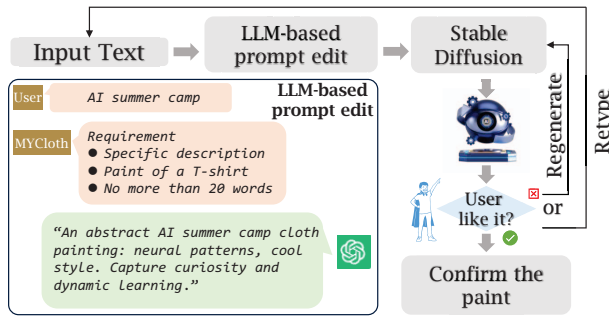 Input Text
LLM-based
prompt edit
Stable
Diffusion
LLM-based
prompt edit
User
AI summer camp
MYCloth
Requirement
● Specific description
● Paint of a T-shirt
● No more than 20 words
“An abstract AI summer camp cloth
painting: neural patterns, cool
style. Capture curiosity and
dynamic learning.”
Regenerate
Retype
User
like it?
or
Confirm the
paint